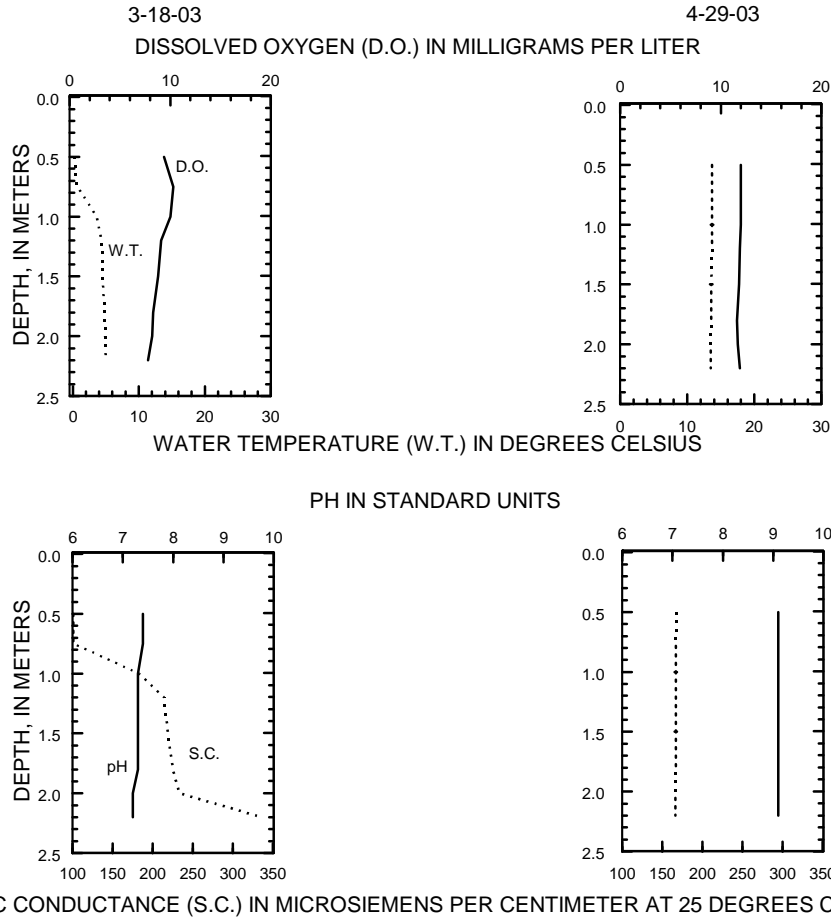 3-18-03 4-29-03
DISSOLVED OXYGEN (D.O.) IN MILLIGRAMS PER LITER
0 10 20 0 10 20
0.0 0.0
0.5 D.O. 0.5
1.0 1.0
W.T.
1.5 1.5
2.0 2.0
2.5 2.5
DEPTH, IN METERS
0 10 20 30 0 10 20 30
WATER TEMPERATURE (W.T.) IN DEGREES CELSIUS
PH IN STANDARD UNITS
6 7 8 9 10 6 7 8 9 10
0.0 0.0
0.5 0.5
1.0 1.0
1.5 1.5
pH S.C.
2.0 2.0
2.5 2.5
DEPTH, IN METERS
100 150 200 250 300 350 100 150 200 250 300 350
C CONDUCTANCE (S.C.) IN MICROSIEMENS PER CENTIMETER AT 25 DEGREES C